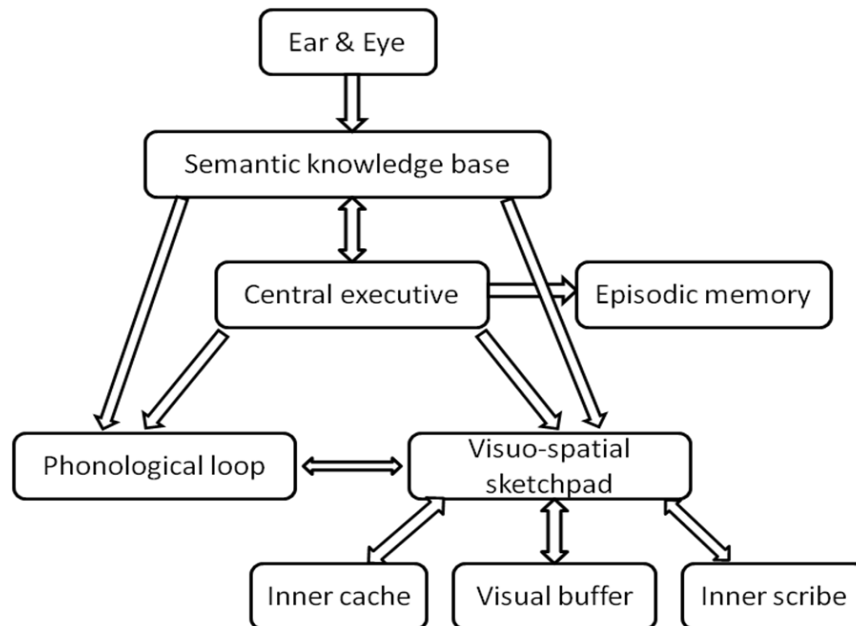 Ear & Eye
Semantic knowledge base
Central executive
Episodic memory
Phonological loop
Visuo-spatial
sketchpad
Inner cache
Visual buffer
Inner scribe